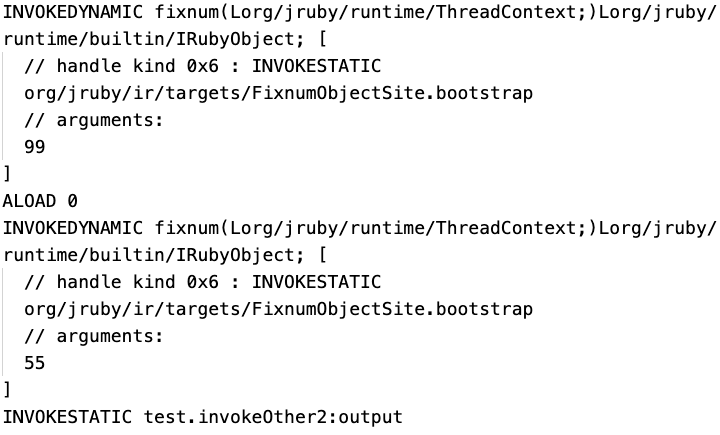 INVOKEDYNAMIC fixnum(Lorg/jruby/runtime/ThreadContext;)Lorg/jruby/
runtime/builtin/IRubyObject; [
  // handle kind 0x6 : INVOKESTATIC
  org/jruby/ir/targets/FixnumObjectSite.bootstrap
  // arguments:
  99
]
ALOAD 0
INVOKEDYNAMIC fixnum(Lorg/jruby/runtime/ThreadContext;)Lorg/jruby/
runtime/builtin/IRubyObject; [
  // handle kind 0x6 : INVOKESTATIC
  org/jruby/ir/targets/FixnumObjectSite.bootstrap
  // arguments:
  55
]
INVOKESTATIC test.invokeOther2:output